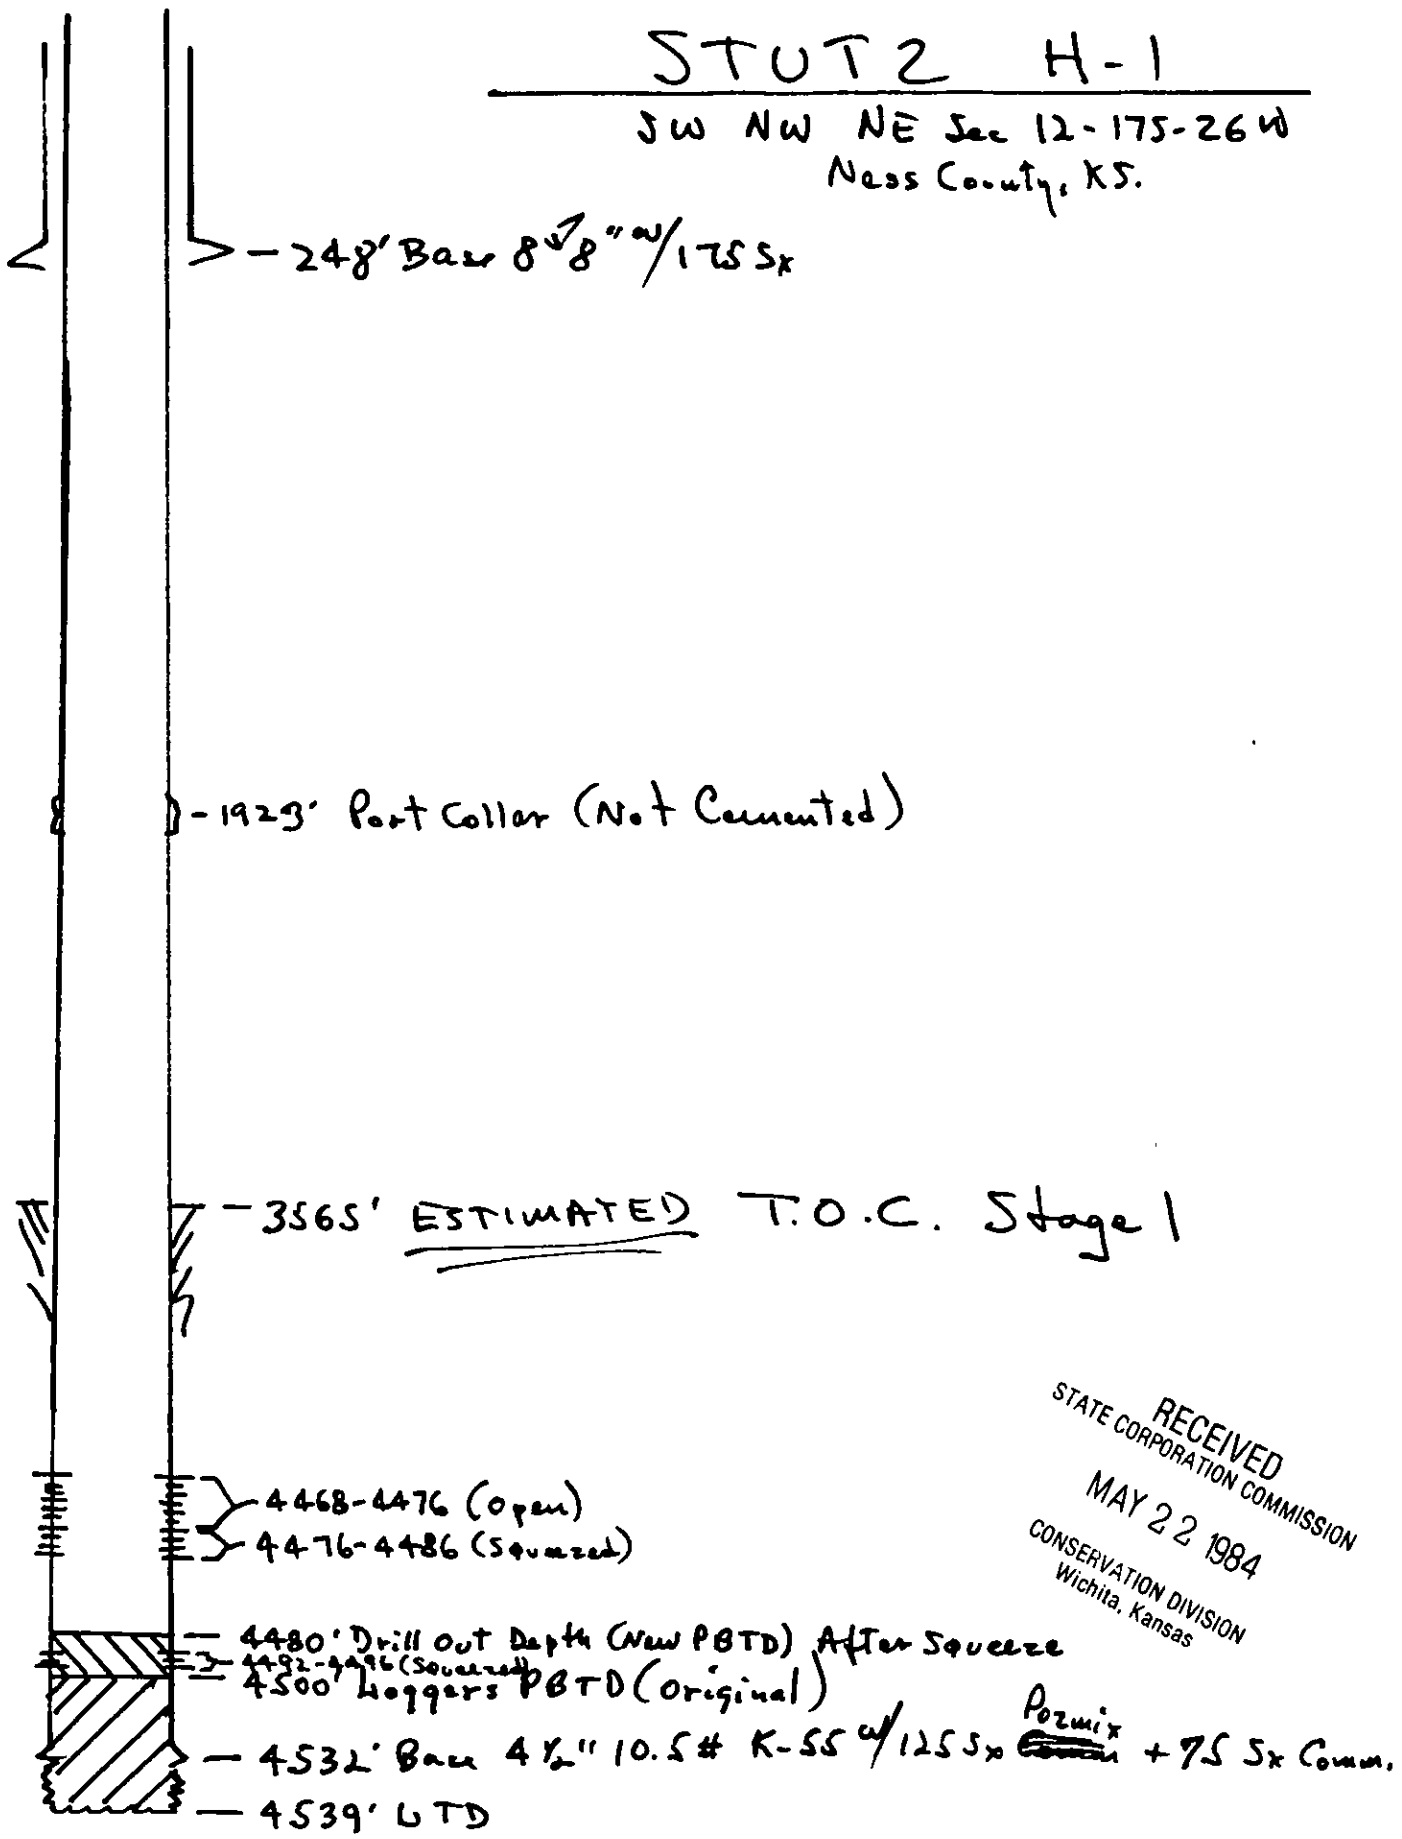 STUTZ H-1
SW NW NE Sec 12-17S-26W
Ness County, KS.
- 248' Base 8 5/8" w/175 Sx
- 1923' Port Collar (Not Cemented)
- 3565' ESTIMATED T.O.C. Stage 1
4468-4476 (Open)
4476-4486 (Squeezed)
RECEIVED
STATE CORPORATION COMMISSION
MAY 22 1984
CONSERVATION DIVISION
Wichita, Kansas
- 4480' Drill Out Depth (New PBTD) After Squeeze
- 4492-4496 (Squeezed)
4500' Loggers PBTD (Original)
- 4532' Base 4 1/2" 10.5# K-55 w/125 Sx Pozmix + 75 Sx Comm.
- 4539' LTD